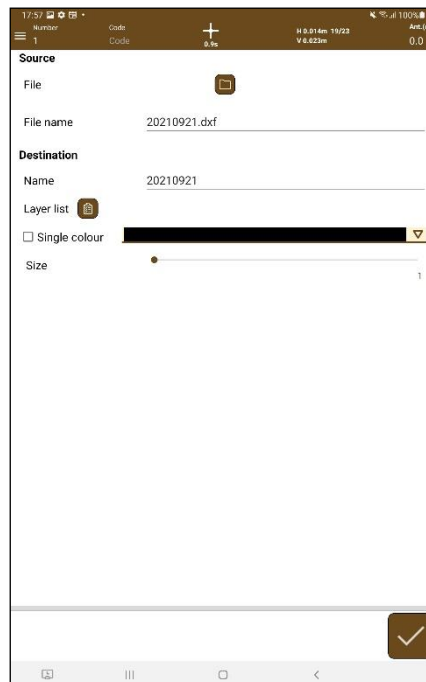 17:57 100%
Number Code H 0.014m 19/23 Ant.(
1 Code 0.9s V 0.023m 0.0
Source
File
File name 20210921.dxf
Destination
Name 20210921
Layer list
Single colour
Size
1